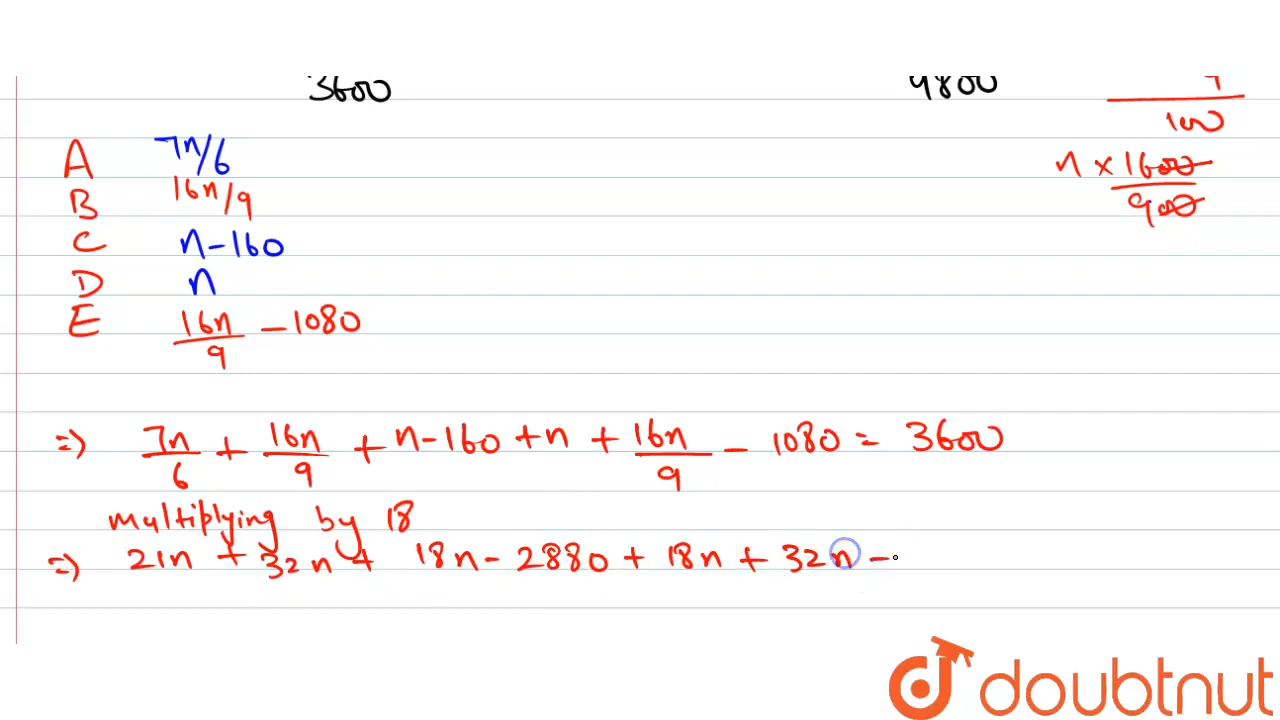 3600 4800
100
A 7n/6
n × 1600/900
B 16n/9
C n-160
D n
E 16n/9 - 1080
=) 7n/6 + 16n/9 + n-160 + n + 16n/9 - 1080 = 3600
multiplying by 18
=) 21n + 32n + 18n - 2880 + 18n + 32n -
doubtnut